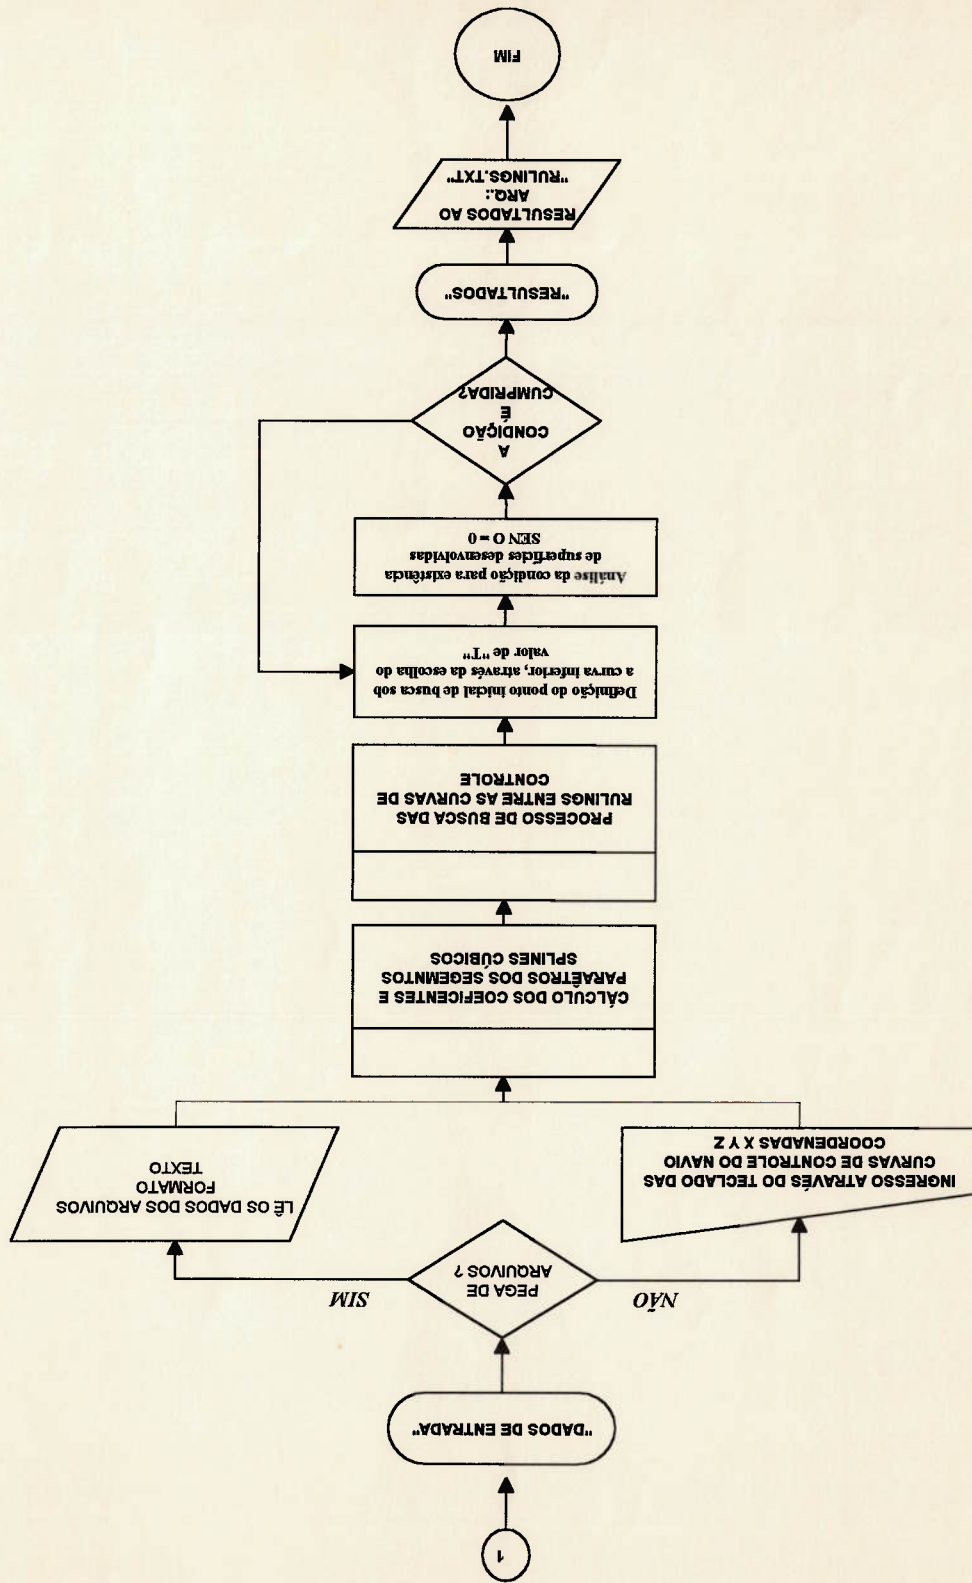 1
"DADOS DE ENTRADA"
PEGA DE
ARQUIVOS ?
NÃO
SIM
INGRESSO ATRAVÉS DO TECLADO DAS
CURVAS DE CONTROLE DO NAVIO
COORDENADAS X Y Z
LÊ OS DADOS DOS ARQUIVOS
FORMATO
TEXTO
CÁLCULO DOS COEFICENTES E
PARAÊTROS DOS SEGEMNTOS
SPLINES CÚBICOS
PROCESSO DE BUSCA DAS
RULINGS ENTRE AS CURVAS DE
CONTROLE
Definição do ponto inicial de busca sob
a curva inferior, através da escolha do
valor de "T"
Análise da condição para existência
de superfícies desenvolvidas
SEN O = 0
A
CONDIÇÃO
É
CUMPRIDA?
"RESULTADOS"
RESULTADOS AO
ARQ.:
"RULINGS.TXT"
FIM